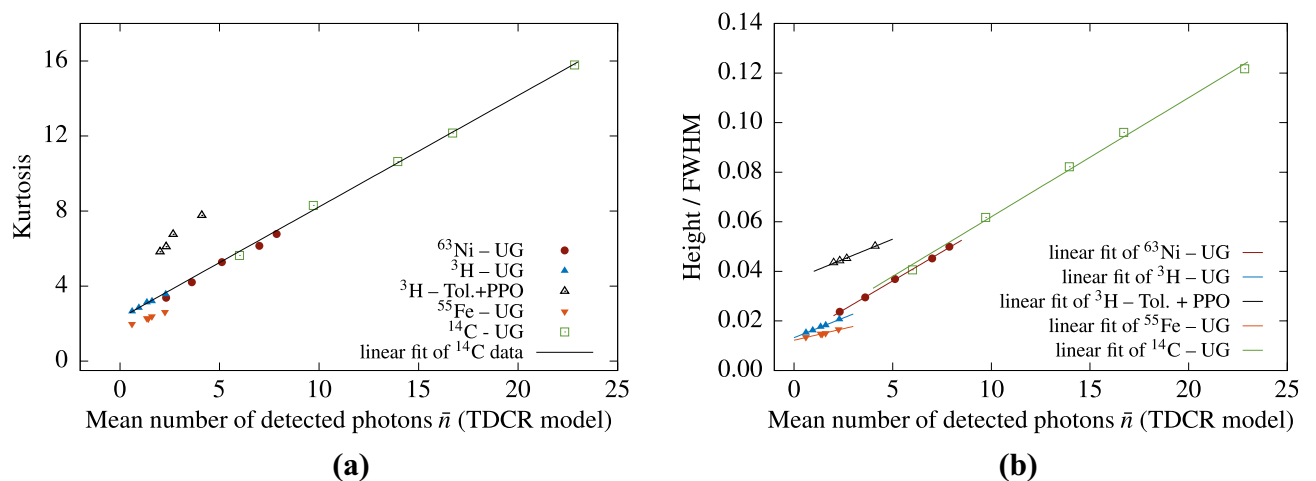 Kurtosis
16
12
8
4
0
0 5 10 15 20 25
Mean number of detected photons n̄ (TDCR model)
⁶³Ni – UG
³H – UG
³H – Tol.+PPO
⁵⁵Fe – UG
¹⁴C - UG
linear fit of ¹⁴C data
(a)
Height / FWHM
0.14
0.12
0.10
0.08
0.06
0.04
0.02
0.00
0 5 10 15 20 25
Mean number of detected photons n̄ (TDCR model)
linear fit of ⁶³Ni – UG
linear fit of ³H – UG
linear fit of ³H – Tol. + PPO
linear fit of ⁵⁵Fe – UG
linear fit of ¹⁴C – UG
(b)